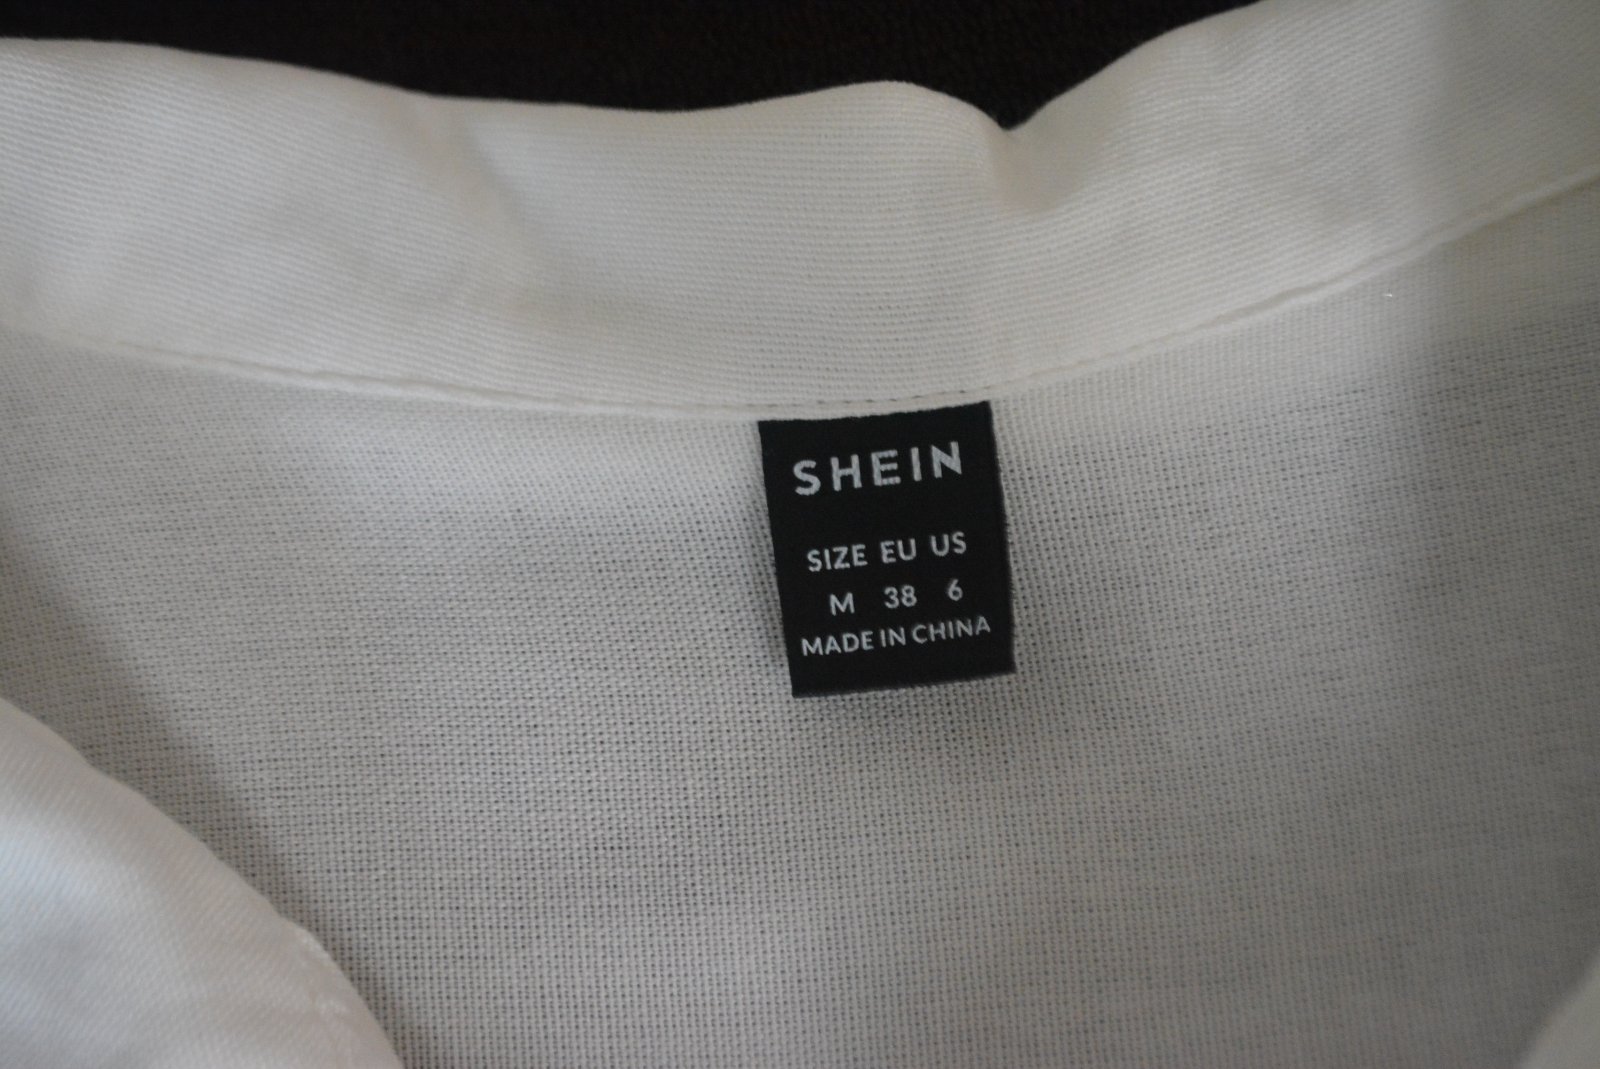 SHEIN
SIZE EU US
M 38 6
MADE IN CHINA